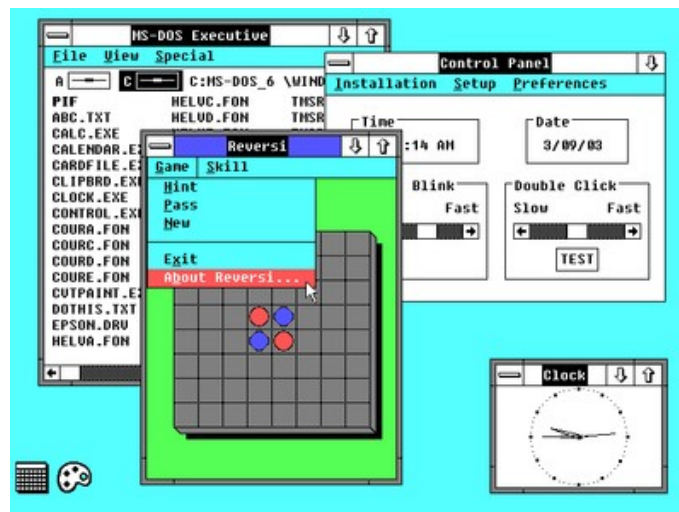 MS-DOS Executive
File View Special
A C C:MS-DOS_6 \WIND
PIF HELVC.FON TMSR
ABC.TXT HELVD.FON TMSR
CALC.EXE
CALENDAR.E
CARDFILE.E
CLIPBRD.EX
CLOCK.EXE
CONTROL.EX
COURA.FON
COURC.FON
COURD.FON
COURE.FON
CVTPAINT.E
DOTHIS.TXT
EPSON.DRV
HELVA.FON
Control Panel
Installation Setup Preferences
Time Date
:14 AM 3/09/03
Blink Double Click
Fast Slow Fast
TEST
Reversi
Game Skill
Hint
Pass
New
Exit
About Reversi...
Clock